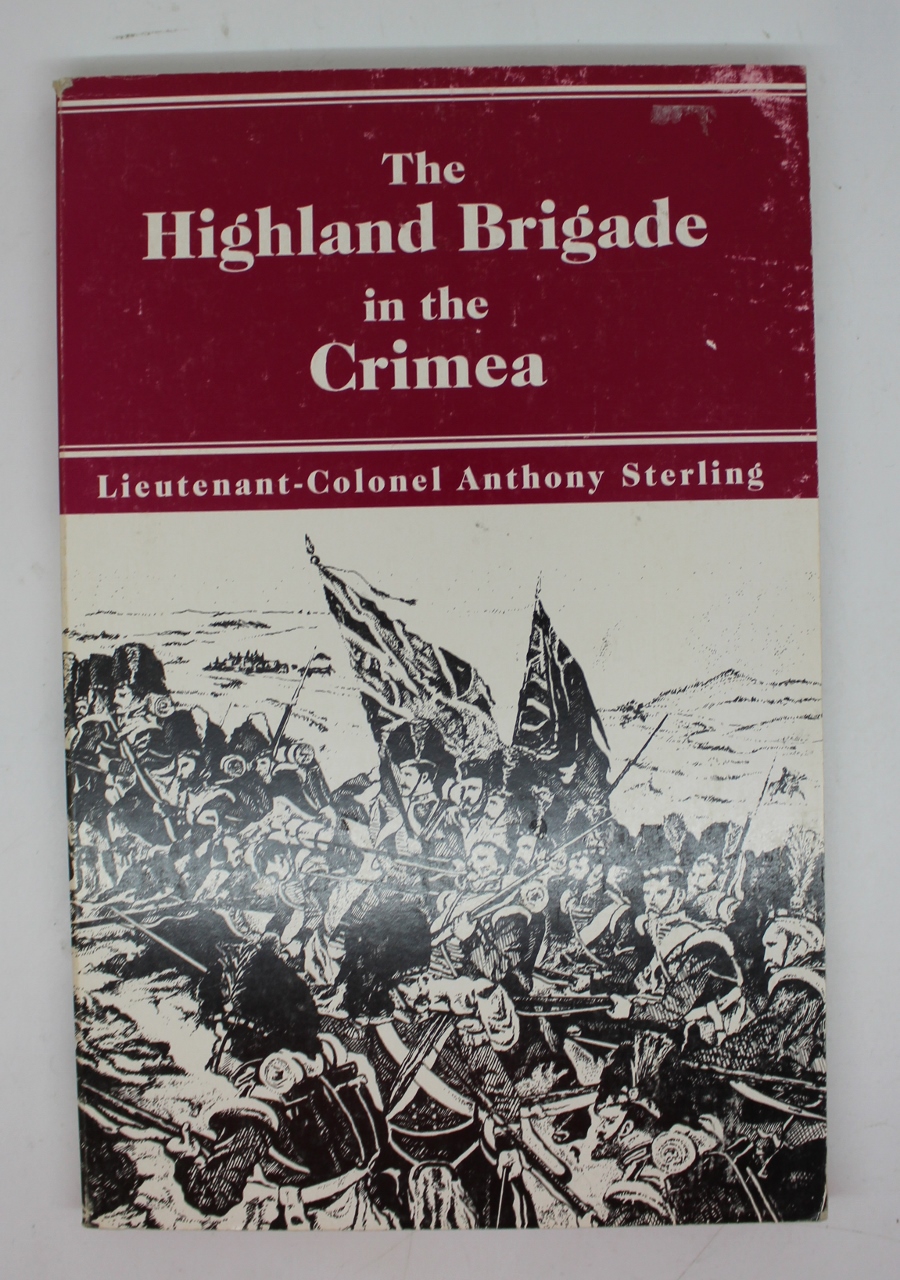 The
Highland Brigade
in the
Crimea
Lieutenant-Colonel Anthony Sterling